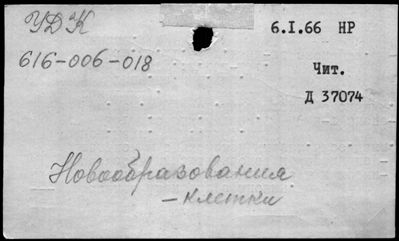 УДК
6.I.66 НР
616-006-018
Чит.
Д 37074
Новообразования
- клетки